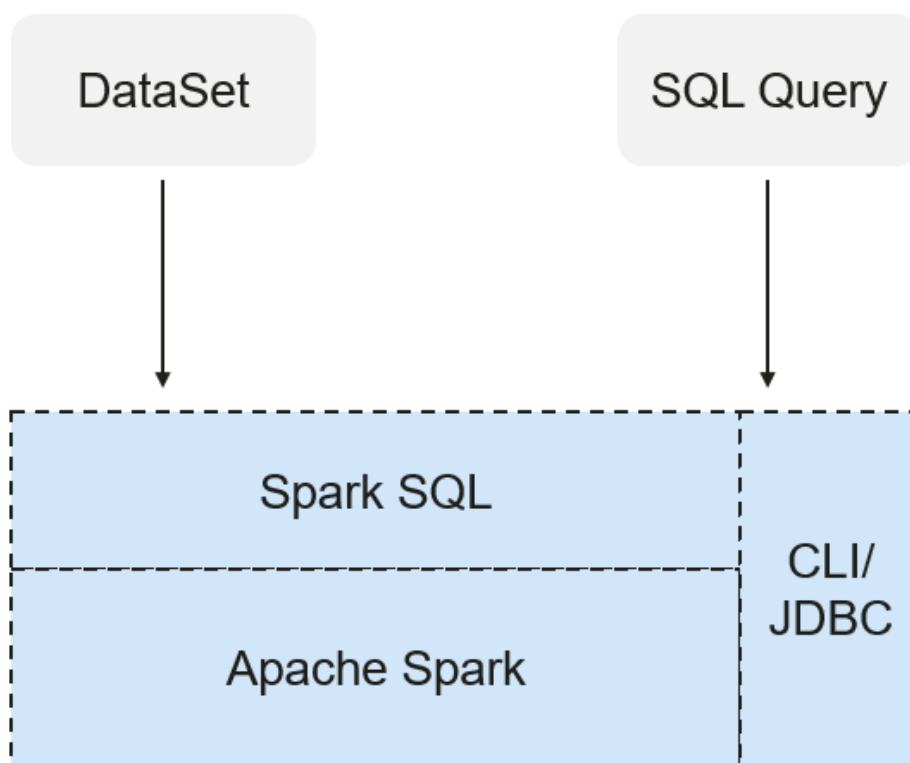 DataSet
SQL Query
Spark SQL
CLI/
JDBC
Apache Spark